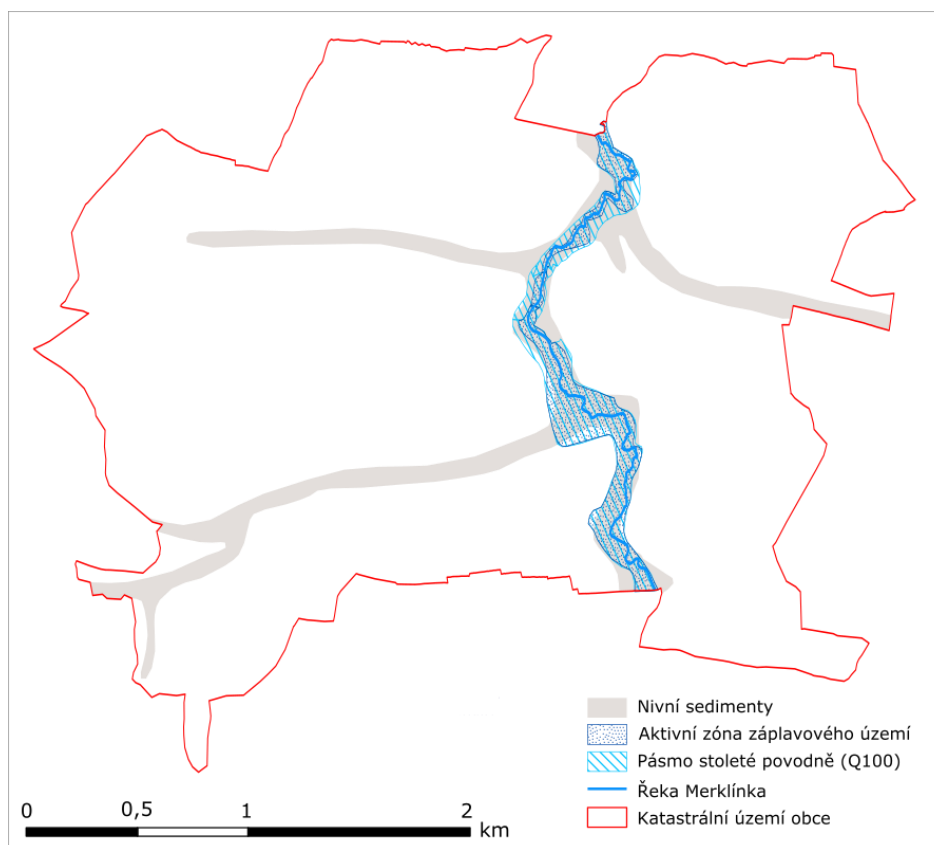 Nivní sedimenty
Aktivní zóna záplavového území
Pásmo stoleté povodně (Q100)
Řeka Merklínka
Katastrální území obce
0 0,5 1 2
km